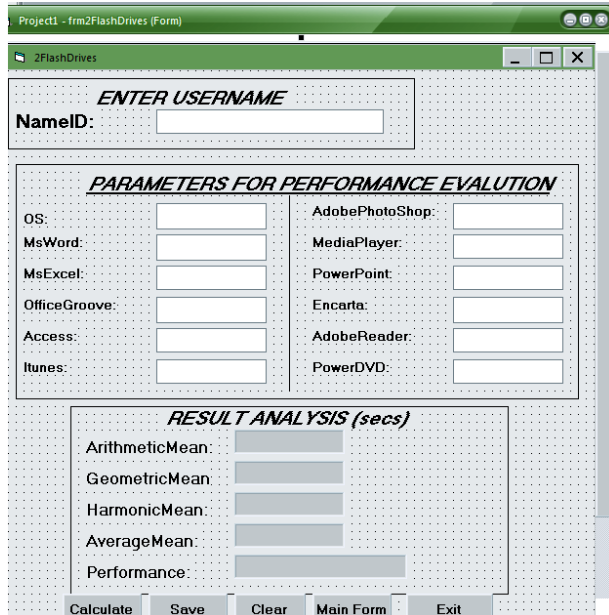 Project1 - frm2FlashDrives (Form)
2FlashDrives
ENTER USERNAME
NameID:
PARAMETERS FOR PERFORMANCE EVALUTION
OS:
MsWord:
MsExcel:
OfficeGroove:
Access:
Itunes:
AdobePhotoShop:
MediaPlayer:
PowerPoint:
Encarta:
AdobeReader:
PowerDVD:
RESULT ANALYSIS (secs)
ArithmeticMean:
GeometricMean
HarmonicMean:
AverageMean:
Performance:
Calculate Save Clear Main Form Exit